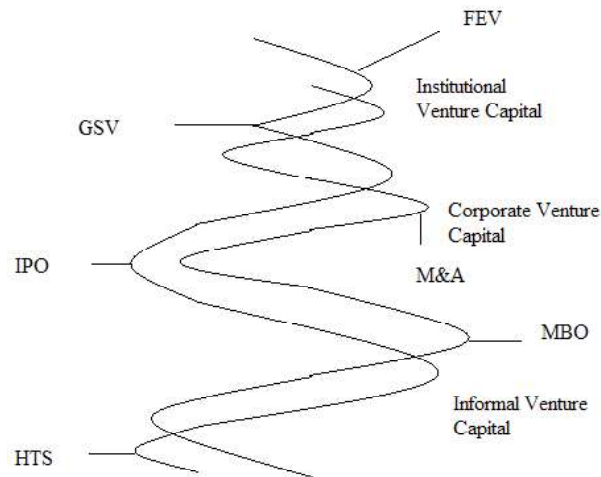 FEV
Institutional
Venture Capital
GSV
Corporate Venture
Capital
IPO
M&A
MBO
Informal Venture
Capital
HTS